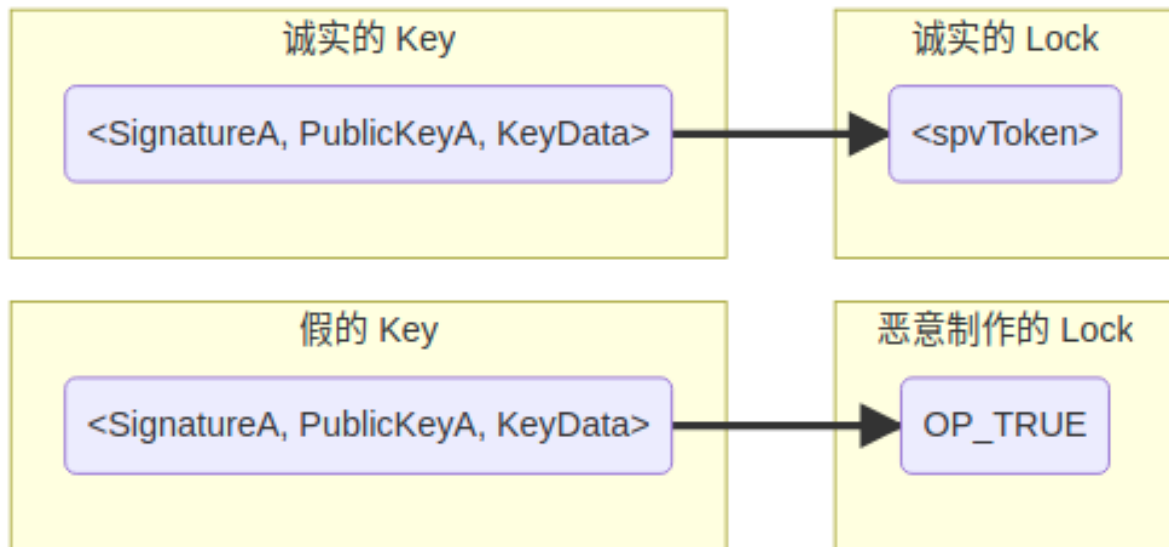 诚实的 Key
诚实的 Lock
<SignatureA, PublicKeyA, KeyData>
<spvToken>
假的 Key
恶意制作的 Lock
<SignatureA, PublicKeyA, KeyData>
OP_TRUE